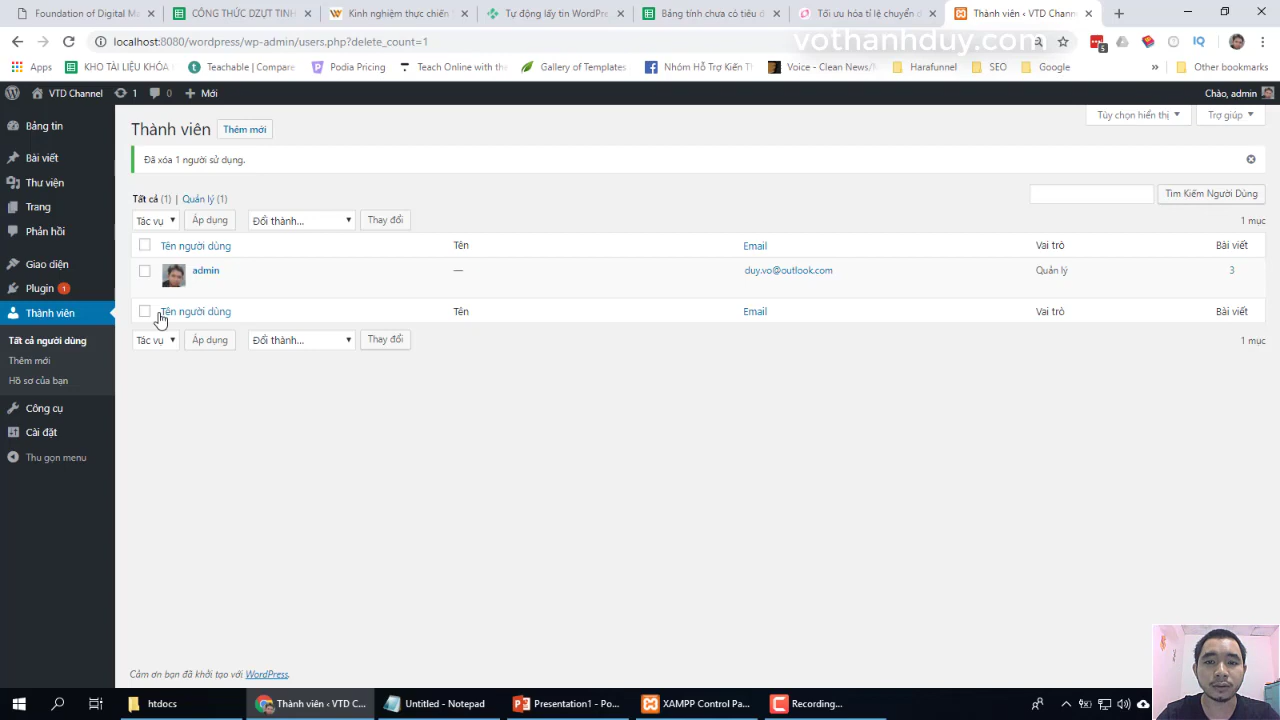 Foundation of Digital Ma
CÔNG THỨC DZỤT TINH
Kinh nghiệm thực chiến
Tự động lấy tin WordPre
Bảng tính chưa có tiêu đ
Tối ưu hóa tỉ lệ chuyển đ
Thành viên ‹ VTD Chann
localhost:8080/wordpress/wp-admin/users.php?delete_count=1
vothanhduy.com
Apps
KHO TÀI LIỆU KHÓA
Teachable | Compare
Podia Pricing
Teach Online with the
Gallery of Templates
Nhóm Hỗ Trợ Kiến Th
Voice - Clean News/
Harafunnel
SEO
Google
Other bookmarks
VTD Channel
1
0
Mới
Chào, admin
Bảng tin
Bài viết
Thư viện
Trang
Phản hồi
Giao diện
Plugin 1
Thành viên
Tất cả người dùng
Thêm mới
Hồ sơ của bạn
Công cụ
Cài đặt
Thu gọn menu
Tùy chọn hiển thị
Trợ giúp
Thành viên
Thêm mới
Đã xóa 1 người sử dụng.
Tất cả (1) | Quản lý (1)
Tìm Kiếm Người Dùng
Tác vụ
Áp dụng
Đổi thành...
Thay đổi
1 mục
Tên người dùng
Tên
Email
Vai trò
Bài viết
admin
—
duy.vo@outlook.com
Quản lý
3
Tên người dùng
Tên
Email
Vai trò
Bài viết
Tác vụ
Áp dụng
Đổi thành...
Thay đổi
1 mục
Cảm ơn bạn đã khởi tạo với WordPress.
htdocs
Thành viên ‹ VTD C...
Untitled - Notepad
Presentation1 - Po...
XAMPP Control Pa...
Recording...